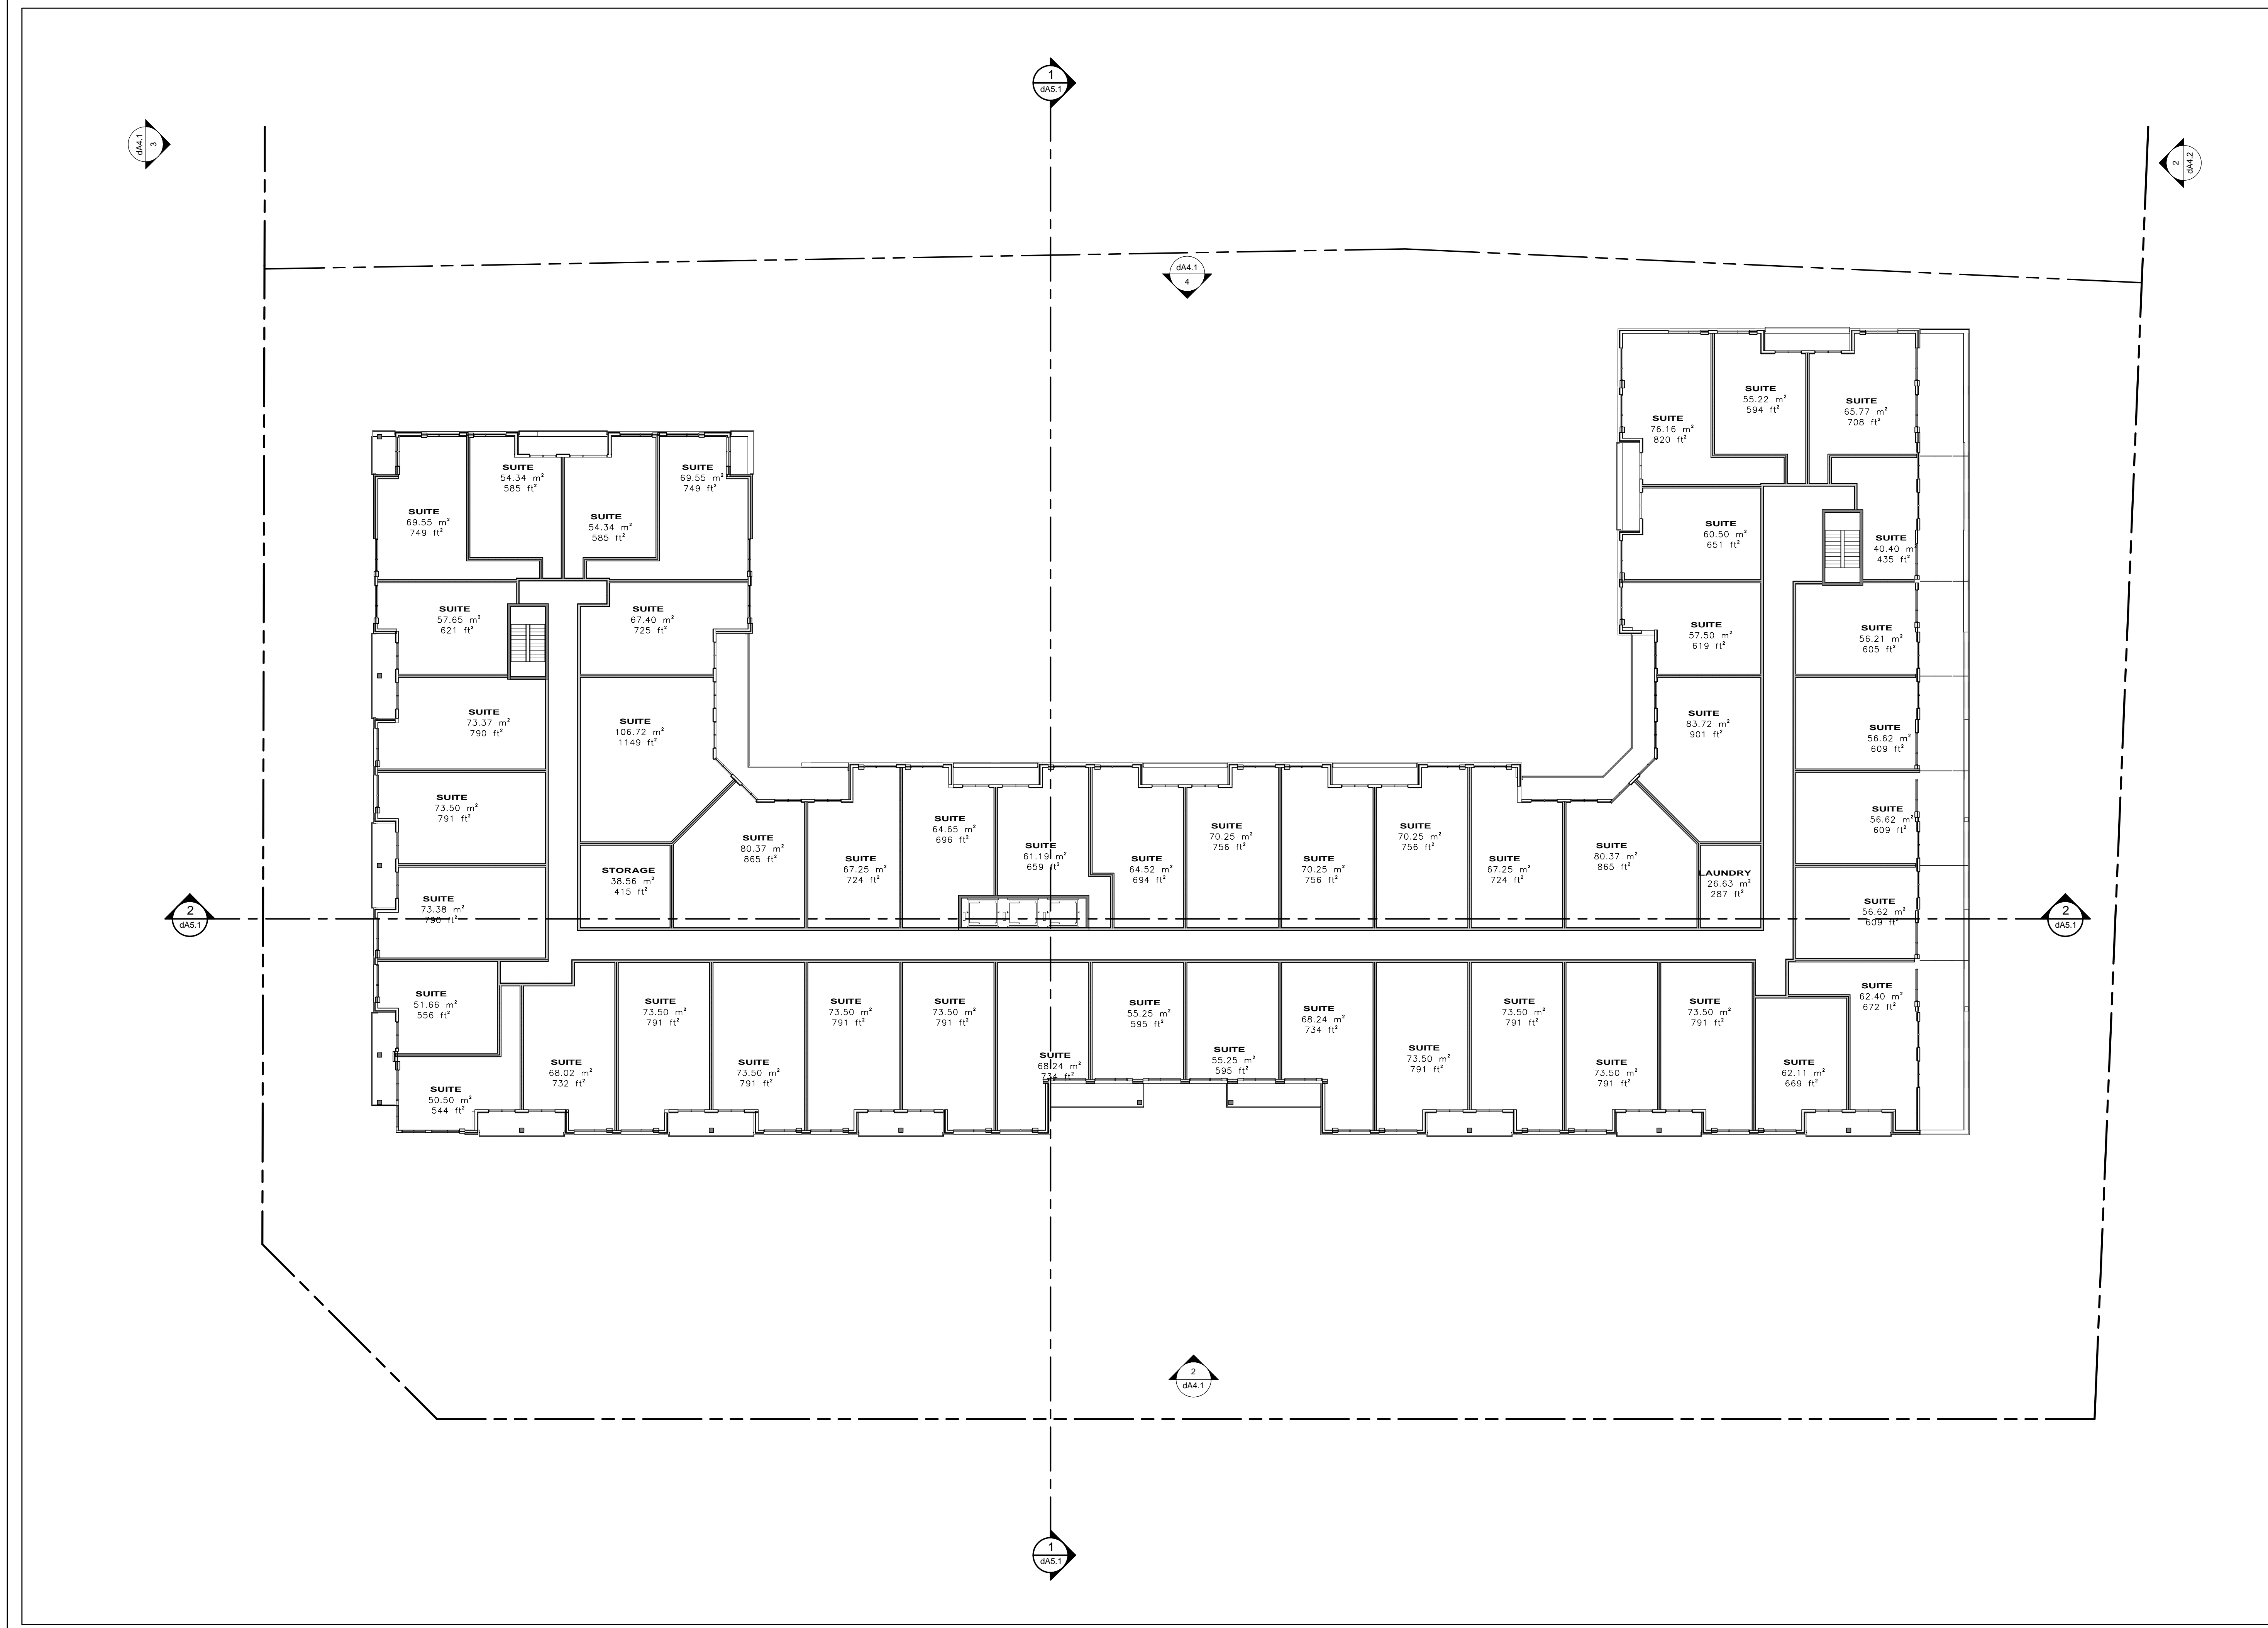 1
dA5.1
dA4.1
3
2
dA4.2
dA4.1
4
SUITE
55.22 m²
594 ft²
SUITE
65.77 m²
708 ft²
SUITE
76.16 m²
820 ft²
SUITE
54.34 m²
585 ft²
SUITE
69.55 m²
749 ft²
SUITE
69.55 m²
749 ft²
SUITE
54.34 m²
585 ft²
SUITE
60.50 m²
651 ft²
SUITE
40.40 m
435 ft²
SUITE
57.65 m²
621 ft²
SUITE
67.40 m²
725 ft²
SUITE
57.50 m²
619 ft²
SUITE
56.21 m²
605 ft²
SUITE
73.37 m²
790 ft²
SUITE
106.72 m²
1149 ft²
SUITE
83.72 m²
901 ft²
SUITE
56.62 m²
609 ft²
SUITE
73.50 m²
791 ft²
SUITE
56.62 m²
609 ft²
SUITE
80.37 m²
865 ft²
SUITE
67.25 m²
724 ft²
SUITE
64.65 m²
696 ft²
SUITE
61.19 m²
659 ft²
SUITE
64.52 m²
694 ft²
SUITE
70.25 m²
756 ft²
SUITE
70.25 m²
756 ft²
SUITE
70.25 m²
756 ft²
SUITE
67.25 m²
724 ft²
SUITE
80.37 m²
865 ft²
STORAGE
38.56 m²
415 ft²
LAUNDRY
26.63 m²
287 ft²
2
dA5.1
SUITE
73.38 m²
790 ft²
SUITE
56.62 m²
609 ft²
2
dA5.1
SUITE
51.66 m²
556 ft²
SUITE
50.50 m²
544 ft²
SUITE
68.02 m²
732 ft²
SUITE
73.50 m²
791 ft²
SUITE
73.50 m²
791 ft²
SUITE
73.50 m²
791 ft²
SUITE
73.50 m²
791 ft²
SUITE
68.24 m²
734 ft²
SUITE
55.25 m²
595 ft²
SUITE
55.25 m²
595 ft²
SUITE
68.24 m²
734 ft²
SUITE
73.50 m²
791 ft²
SUITE
73.50 m²
791 ft²
SUITE
73.50 m²
791 ft²
SUITE
73.50 m²
791 ft²
SUITE
62.11 m²
669 ft²
SUITE
62.40 m²
672 ft²
2
dA4.1
1
dA5.1